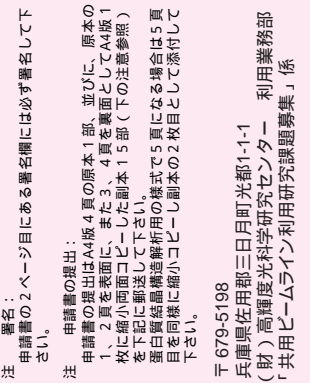 注 署名：
申請書の２ページ目にある署名欄には必ず署名して下
さい。
注 申請書の提出：
申請書の提出はA4版４頁の原本１部、並びに、原本の
１、２頁を表面に、また３、４頁を裏面としてA4版１
枚に縮小両面コピーした副本１５部（下の注意参照）
を下記に郵送して下さい。
蛋白質結晶構造解析用の様式で５頁になる場合は５頁
目を同様に縮小コピーし副本の２枚目として添付して
下さい。
〒679-5198
兵庫県佐用郡三日月町光都1-1-1
（財）高輝度光科学研究センター 利用業務部
「共用ビームライン利用研究課題募集」係